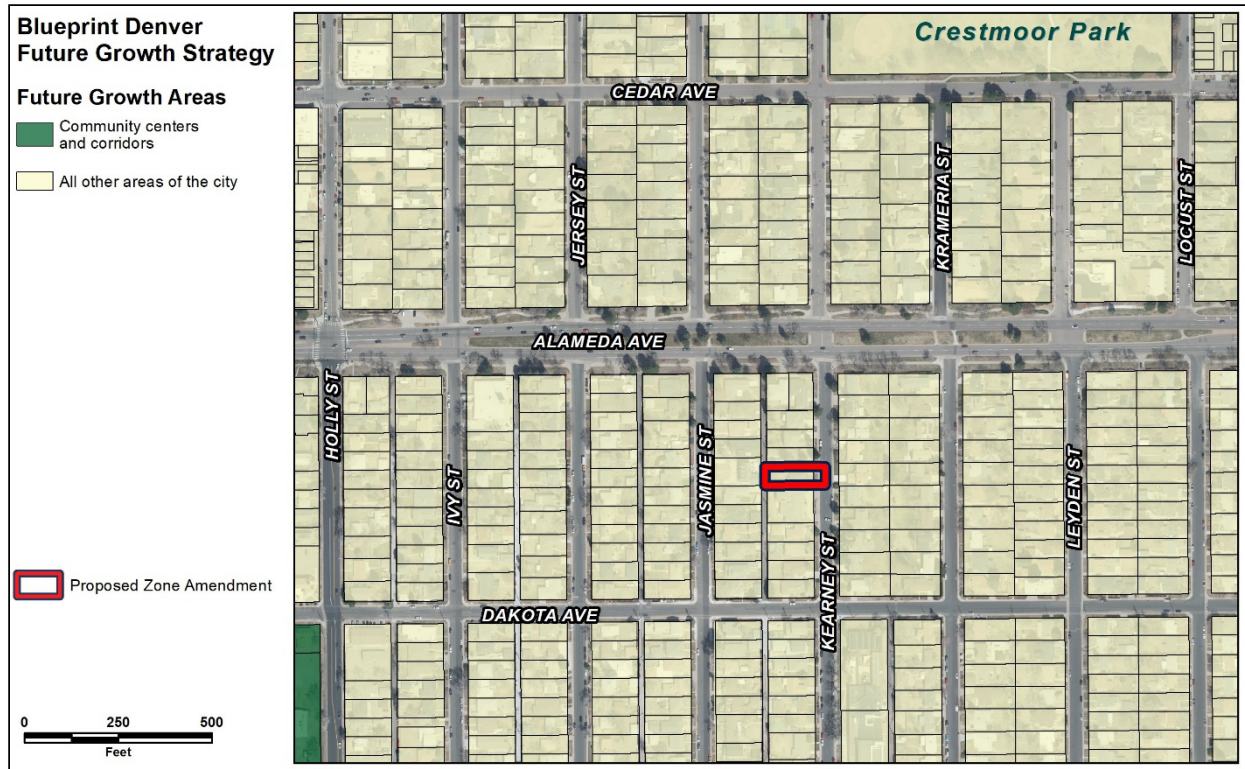 Blueprint Denver
Future Growth Strategy
Future Growth Areas
Community centers
and corridors
All other areas of the city
Proposed Zone Amendment
0 250 500
Feet
Crestmoor Park
CEDAR AVE
JERSEY ST
KRAMERIA ST
LOCUST ST
ALAMEDA AVE
HOLLY ST
IVY ST
JASMINE ST
KEARNEY ST
LEYDEN ST
DAKOTA AVE